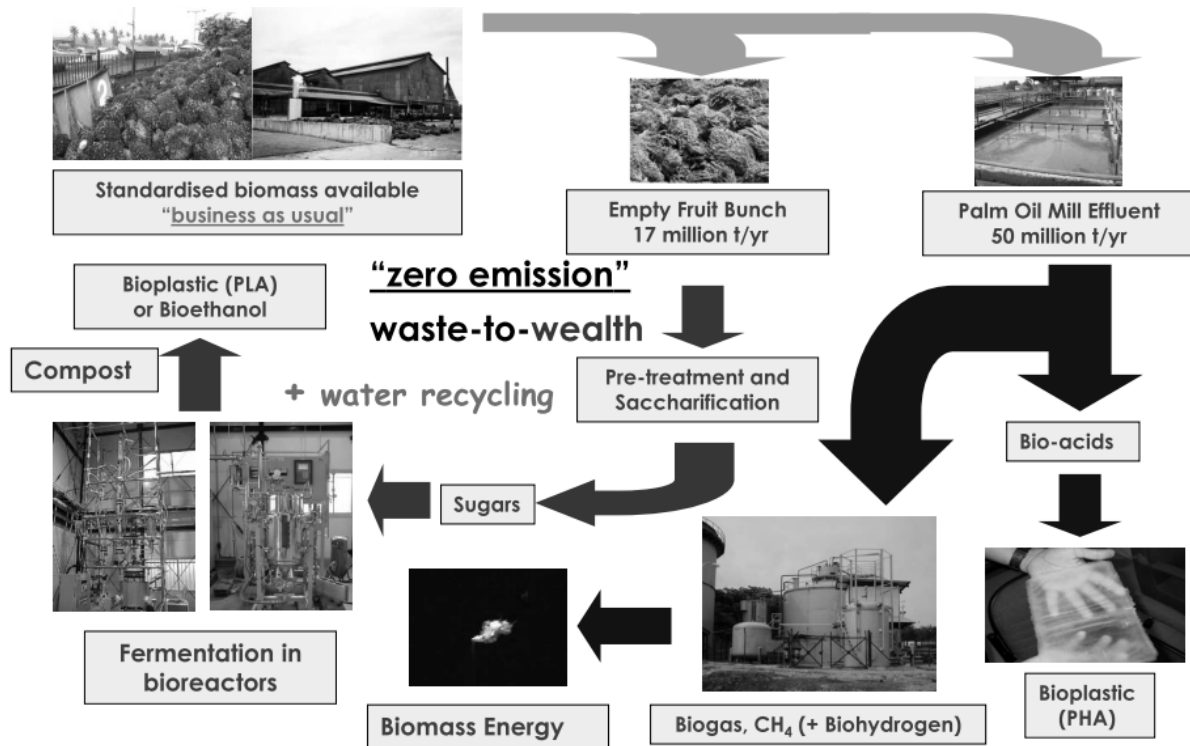 Standardised biomass available
“business as usual”
Empty Fruit Bunch
17 million t/yr
Palm Oil Mill Effluent
50 million t/yr
Bioplastic (PLA)
or Bioethanol
“zero emission”
waste-to-wealth
Compost
+ water recycling
Pre-treatment and
Saccharification
Bio-acids
Sugars
Fermentation in
bioreactors
Biomass Energy
Biogas, CH₄ (+ Biohydrogen)
Bioplastic
(PHA)